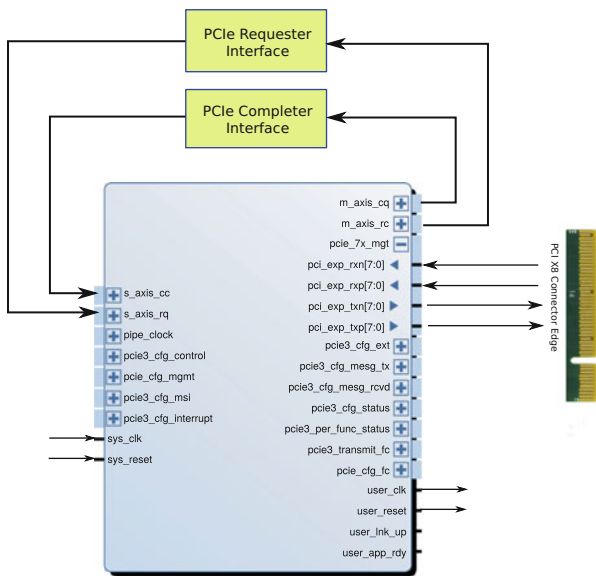 PCIe Requester
Interface
PCIe Completer
Interface
m_axis_cq
m_axis_rc
pcie_7x_mgt
pci_exp_rxn[7:0]
pci_exp_rxp[7:0]
pci_exp_txn[7:0]
pci_exp_txp[7:0]
pcie3_cfg_ext
pcie3_cfg_mesg_tx
pcie3_cfg_mesg_rcvd
pcie3_cfg_status
pcie3_per_func_status
pcie3_transmit_fc
pcie_cfg_fc
user_clk
user_reset
user_lnk_up
user_app_rdy
s_axis_cc
s_axis_rq
pipe_clock
pcie3_cfg_control
pcie_cfg_mgmt
pcie3_cfg_msi
pcie3_cfg_interrupt
sys_clk
sys_reset
PCI X8 Connector Edge